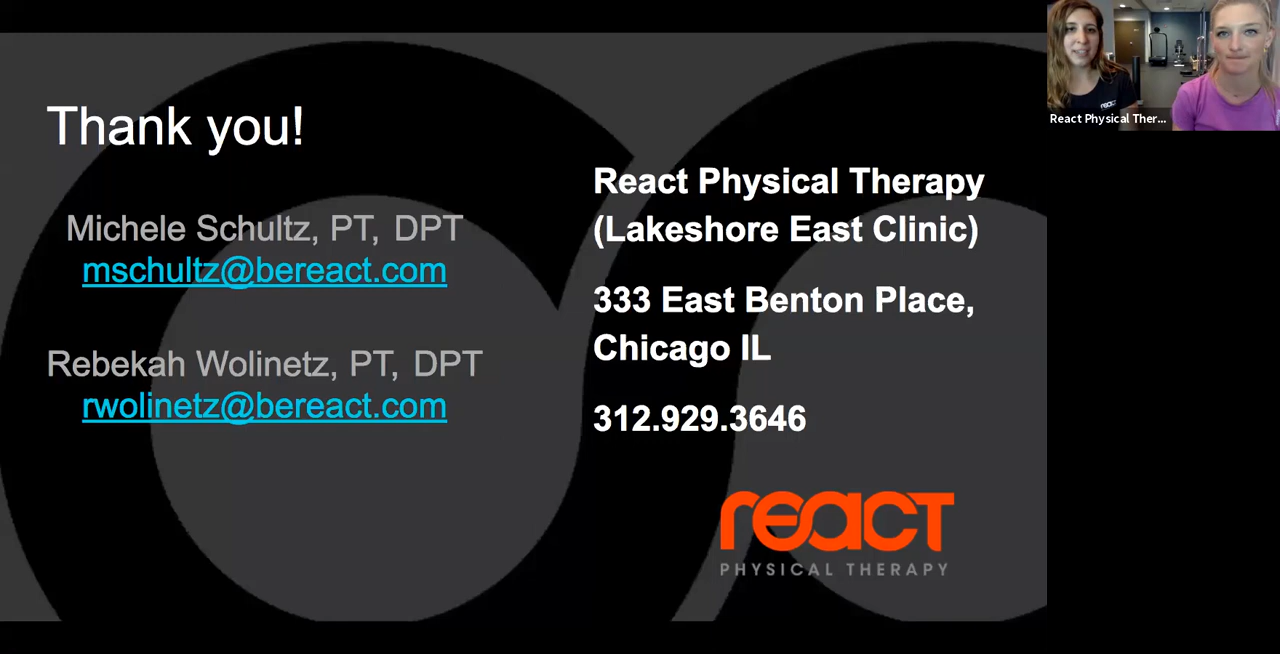 Thank you!
Michele Schultz, PT, DPT
mschultz@bereact.com
Rebekah Wolinetz, PT, DPT
rwolinetz@bereact.com
React Physical Therapy
(Lakeshore East Clinic)
333 East Benton Place,
Chicago IL
312.929.3646
react
PHYSICAL THERAPY
react
React Physical Ther...